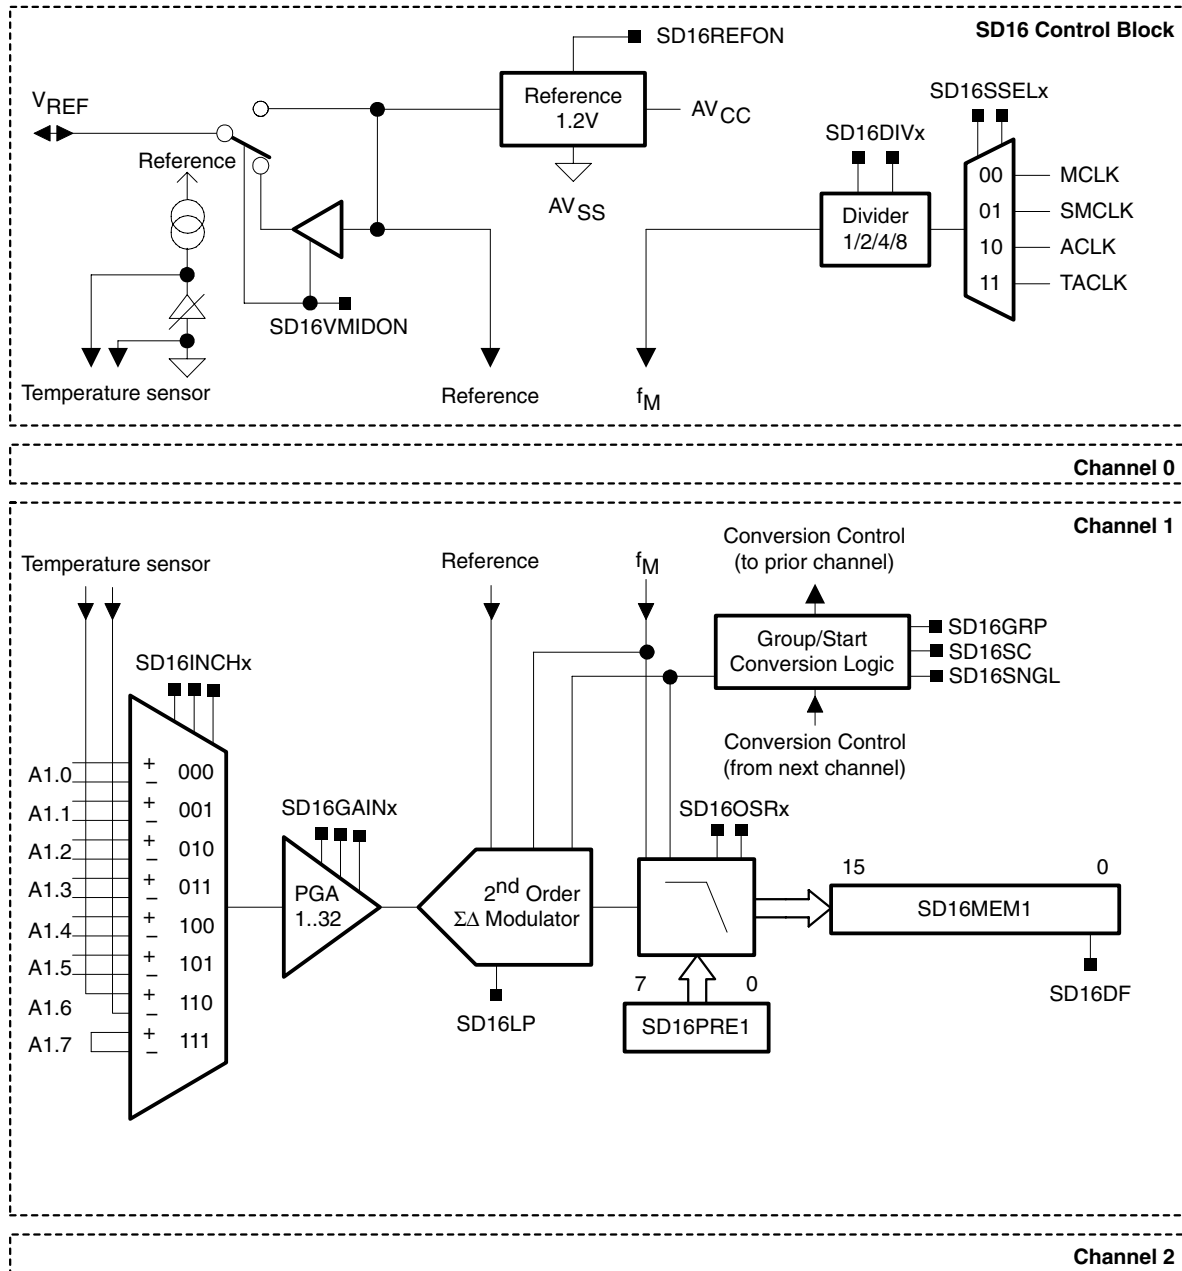 SD16 Control Block
SD16REFON
Reference
1.2V
AVCC
AVSS
VREF
Reference
SD16VMIDON
Temperature sensor
Reference
fM
SD16SSELx
SD16DIVx
Divider
1/2/4/8
00 MCLK
01 SMCLK
10 ACLK
11 TACLK
Channel 0
Channel 1
Temperature sensor
Reference
fM
Conversion Control
(to prior channel)
Group/Start
Conversion Logic
SD16GRP
SD16SC
SD16SNGL
Conversion Control
(from next channel)
SD16INCHx
A1.0 + − 000
A1.1 + − 001
A1.2 + − 010
A1.3 + − 011
A1.4 + − 100
A1.5 + − 101
A1.6 + − 110
A1.7 + − 111
SD16GAINx
PGA
1..32
2nd Order
ΣΔ Modulator
SD16LP
SD16OSRx
7 0
SD16PRE1
15 0
SD16MEM1
SD16DF
Channel 2